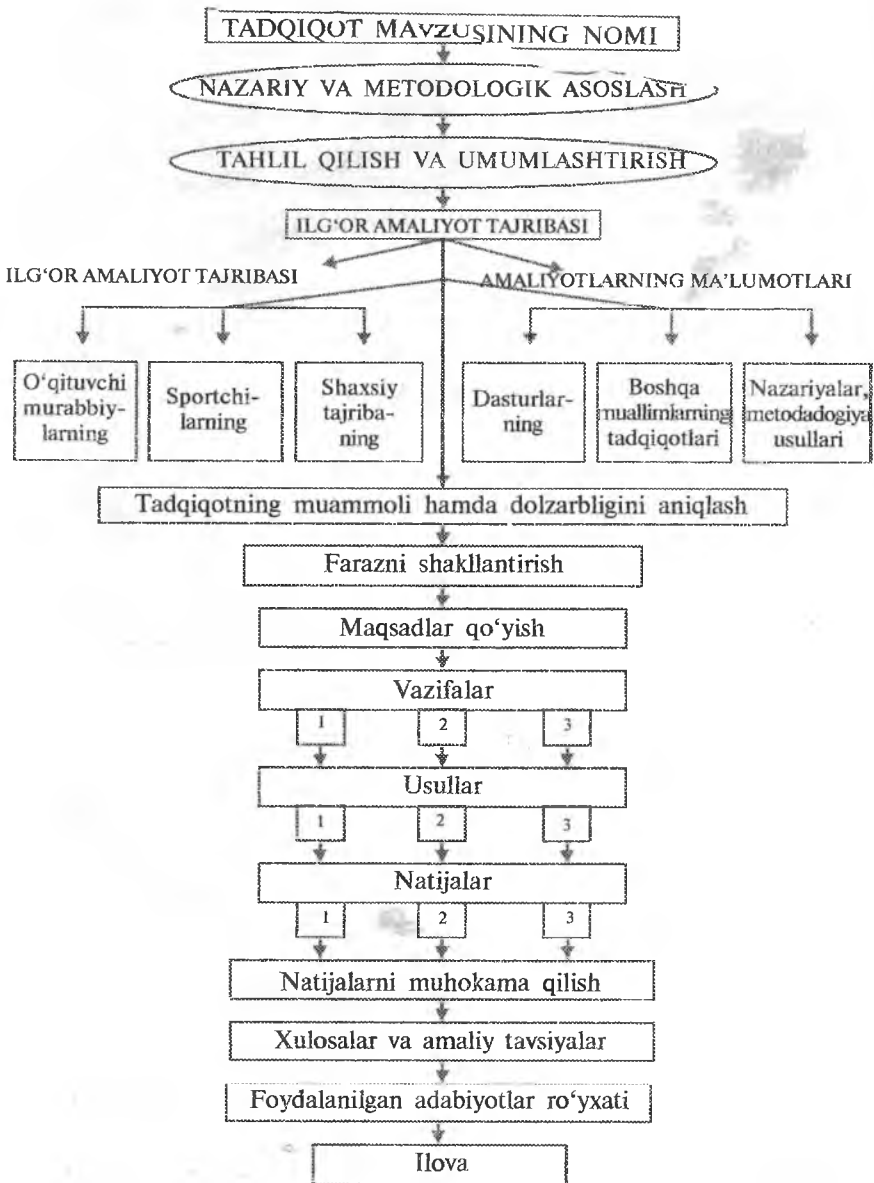 TADQIQOT MAVZUSINING NOMI
NAZARIY VA METODOLOGIK ASOSLASH
TAHLIL QILISH VA UMUMLASHTIRISH
ILG‘OR AMALIYOT TAJRIBASI
ILG‘OR AMALIYOT TAJRIBASI
AMALIYOTLARNING MA’LUMOTLARI
O‘qituvchi
murabbiy-
larning
Sportchi-
larning
Shaxsiy
tajriba-
ning
Dasturlar-
ning
Boshqa
muallimlarning
tadqiqotlari
Nazariyalar,
metodadogiya
usullari
Tadqiqotning muammoli hamda dolzarbligini aniqlash
Farazni shakllantirish
Maqsadlar qo‘yish
Vazifalar
1 2 3
Usullar
1 2 3
Natijalar
1 2 3
Natijalarni muhokama qilish
Xulosalar va amaliy tavsiyalar
Foydalanilgan adabiyotlar ro‘yxati
Ilova